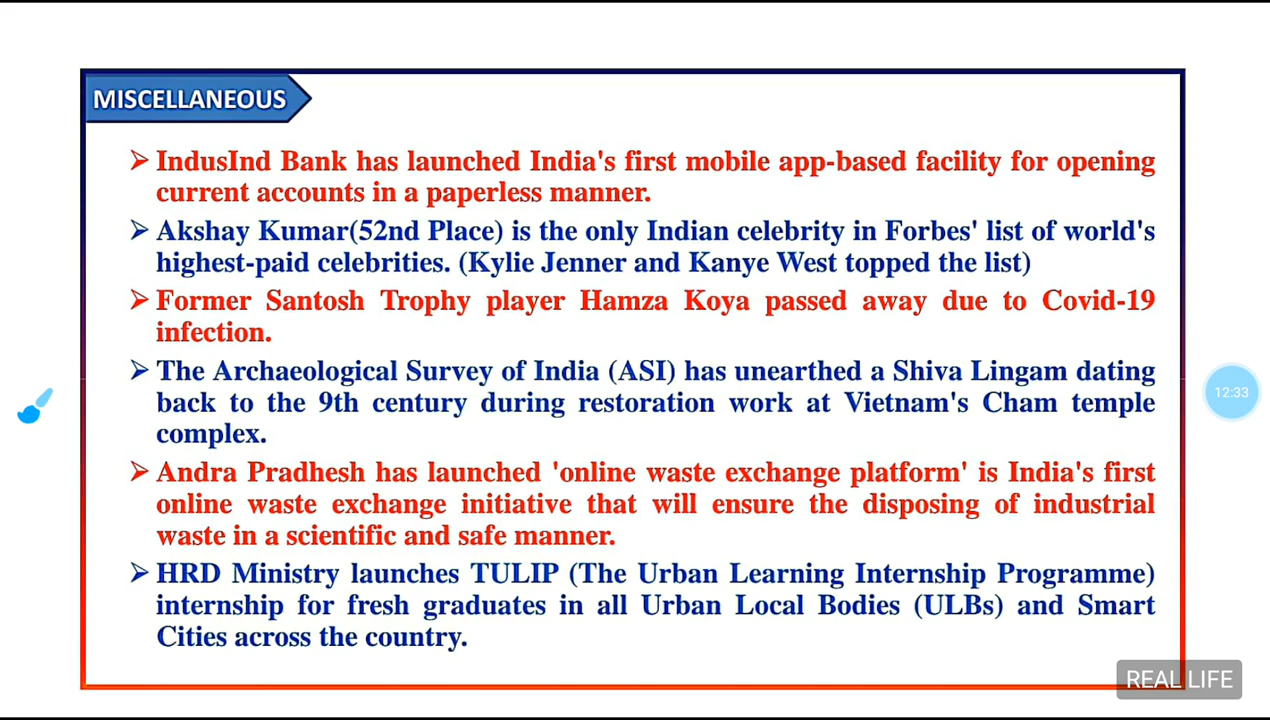 MISCELLANEOUS
➢ IndusInd Bank has launched India's first mobile app-based facility for opening
current accounts in a paperless manner.
➢ Akshay Kumar(52nd Place) is the only Indian celebrity in Forbes' list of world's
highest-paid celebrities. (Kylie Jenner and Kanye West topped the list)
➢ Former Santosh Trophy player Hamza Koya passed away due to Covid-19
infection.
➢ The Archaeological Survey of India (ASI) has unearthed a Shiva Lingam dating
back to the 9th century during restoration work at Vietnam's Cham temple
complex.
➢ Andra Pradhesh has launched 'online waste exchange platform' is India's first
online waste exchange initiative that will ensure the disposing of industrial
waste in a scientific and safe manner.
➢ HRD Ministry launches TULIP (The Urban Learning Internship Programme)
internship for fresh graduates in all Urban Local Bodies (ULBs) and Smart
Cities across the country.
12:33
REAL LIFE